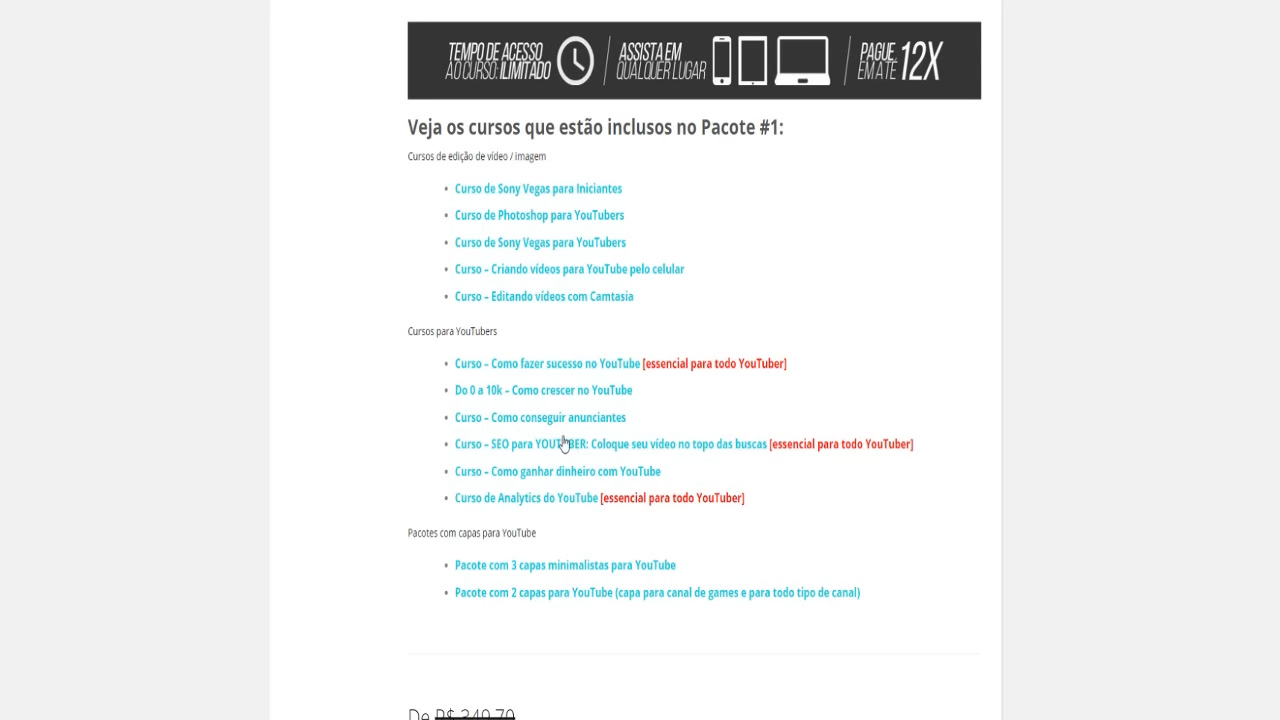 TEMPO DE ACESSO
AO CURSO: ILIMITADO
ASSISTA EM
QUALQUER LUGAR
PAGUE
EM ATÉ 12X
Veja os cursos que estão inclusos no Pacote #1:
Cursos de edição de vídeo / imagem
• Curso de Sony Vegas para Iniciantes
• Curso de Photoshop para YouTubers
• Curso de Sony Vegas para YouTubers
• Curso – Criando vídeos para YouTube pelo celular
• Curso – Editando vídeos com Camtasia
Cursos para YouTubers
• Curso – Como fazer sucesso no YouTube [essencial para todo YouTuber]
• Do 0 a 10k – Como crescer no YouTube
• Curso – Como conseguir anunciantes
• Curso – SEO para YOUTUBER: Coloque seu vídeo no topo das buscas [essencial para todo YouTuber]
• Curso – Como ganhar dinheiro com YouTube
• Curso de Analytics do YouTube [essencial para todo YouTuber]
Pacotes com capas para YouTube
• Pacote com 3 capas minimalistas para YouTube
• Pacote com 2 capas para YouTube (capa para canal de games e para todo tipo de canal)
De R$ 349,70